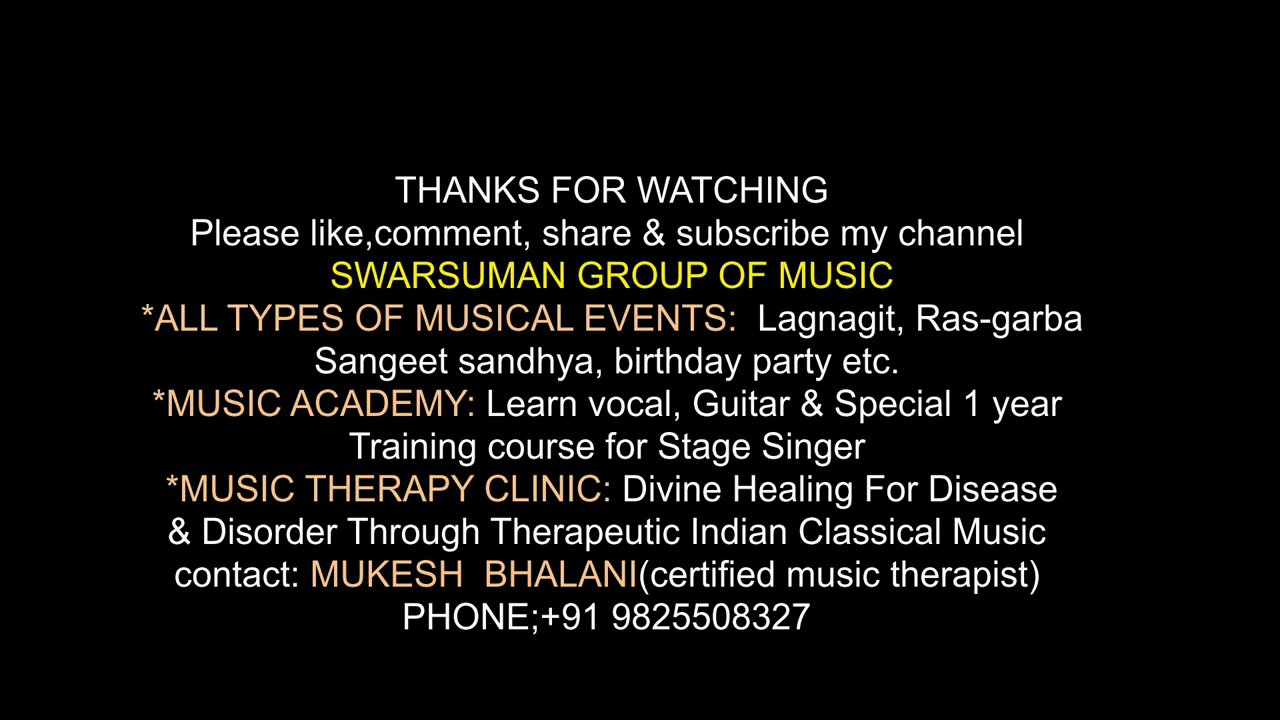 THANKS FOR WATCHING
Please like,comment, share & subscribe my channel
SWARSUMAN GROUP OF MUSIC
*ALL TYPES OF MUSICAL EVENTS:  Lagnagit, Ras-garba
Sangeet sandhya, birthday party etc.
*MUSIC ACADEMY: Learn vocal, Guitar & Special 1 year
Training course for Stage Singer
*MUSIC THERAPY CLINIC: Divine Healing For Disease
& Disorder Through Therapeutic Indian Classical Music
contact: MUKESH  BHALANI(certified music therapist)
PHONE;+91 9825508327